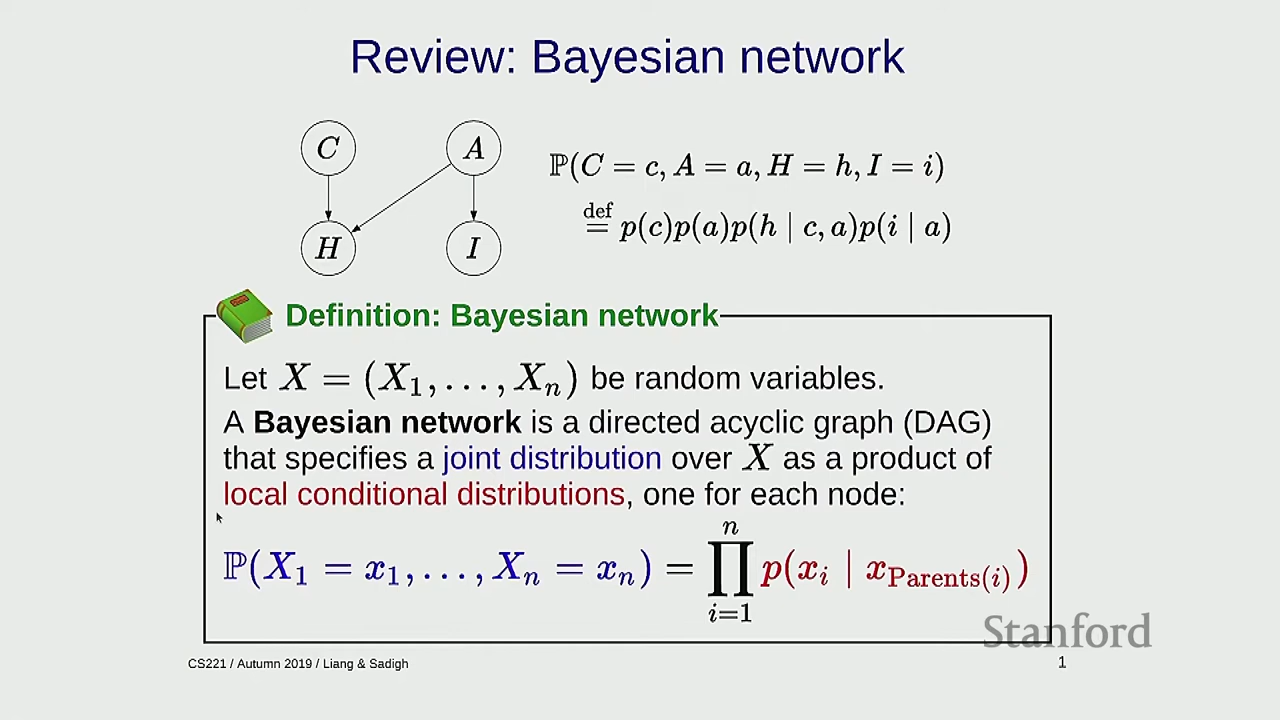 Review: Bayesian network
C
A
H
I
ℙ(C = c, A = a, H = h, I = i)
def
= p(c)p(a)p(h | c, a)p(i | a)
Definition: Bayesian network
Let X = (X₁, . . . , Xₙ) be random variables.
A Bayesian network is a directed acyclic graph (DAG)
that specifies a joint distribution over X as a product of
local conditional distributions, one for each node:
ℙ(X₁ = x₁, . . . , Xₙ = xₙ) = ∏ⁿᵢ₌₁ p(xᵢ | x_Parents(i))
Stanford
CS221 / Autumn 2019 / Liang & Sadigh
1